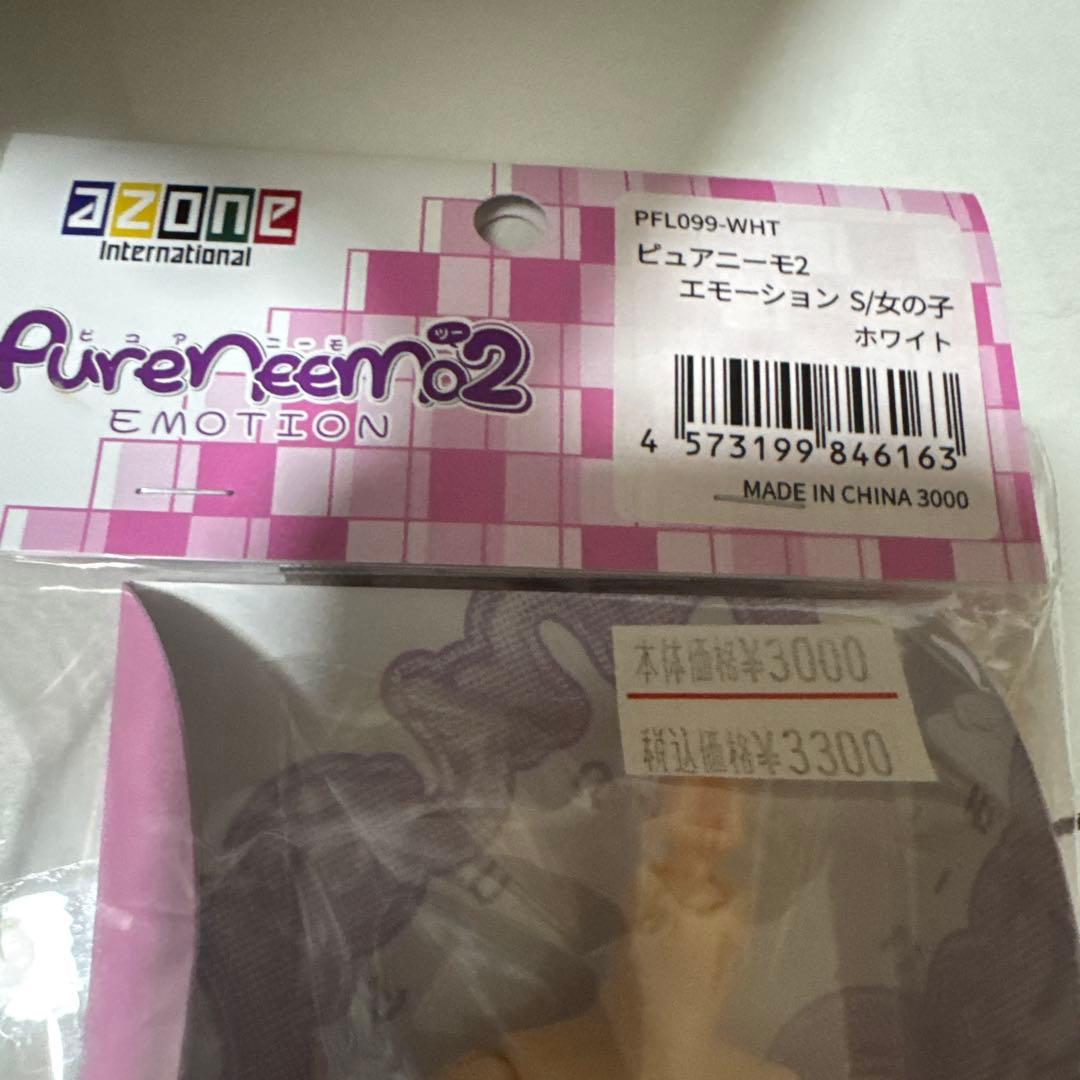 azone
International
ピュアニーモツー
PureNeemo2
EMOTION
PFL099-WHT
ピュアニーモ2
エモーション S/女の子
ホワイト
4 573199 846163
MADE IN CHINA 3000
本体価格¥3000
税込価格¥3300